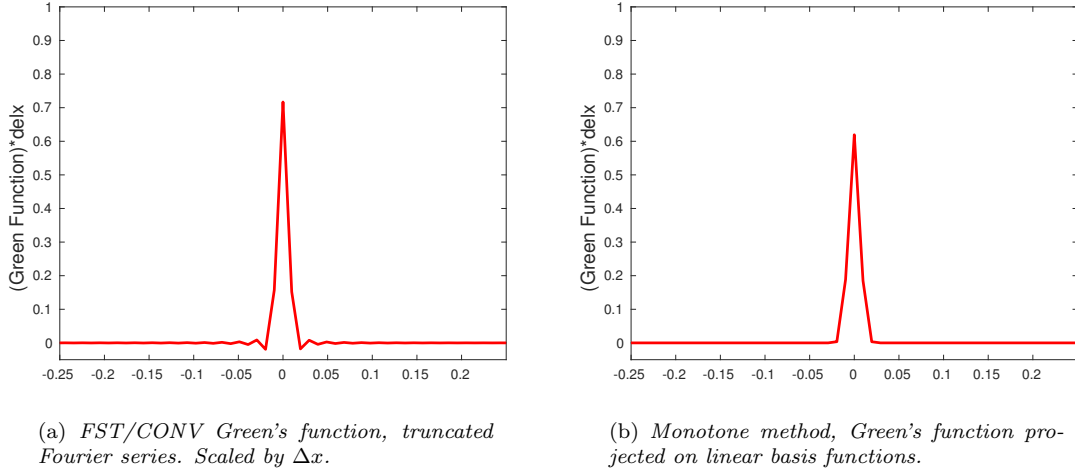 1
0.9
0.8
0.7
0.6
0.5
0.4
0.3
0.2
0.1
0
(Green Function)*delx
-0.25 -0.2 -0.15 -0.1 -0.05 0 0.05 0.1 0.15 0.2
(a) FST/CONV Green's function, truncated
Fourier series. Scaled by Δx.
1
0.9
0.8
0.7
0.6
0.5
0.4
0.3
0.2
0.1
0
(Green Function)*delx
-0.25 -0.2 -0.15 -0.1 -0.05 0 0.05 0.1 0.15 0.2
(b) Monotone method, Green's function pro-
jected on linear basis functions.